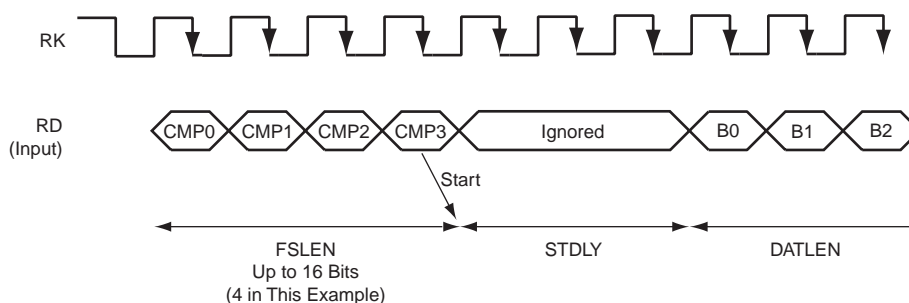 RK
RD
(Input)
CMP0 CMP1 CMP2 CMP3 Ignored B0 B1 B2
Start
FSLEN
Up to 16 Bits
(4 in This Example)
STDLY
DATLEN